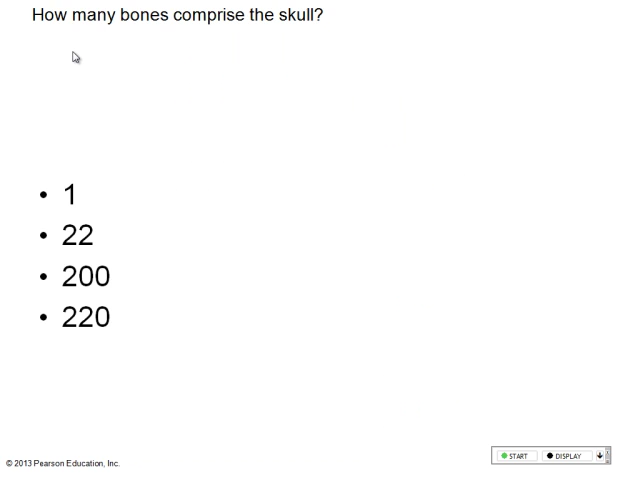 How many bones comprise the skull?
• 1
• 22
• 200
• 220
© 2013 Pearson Education, Inc.
START DISPLAY